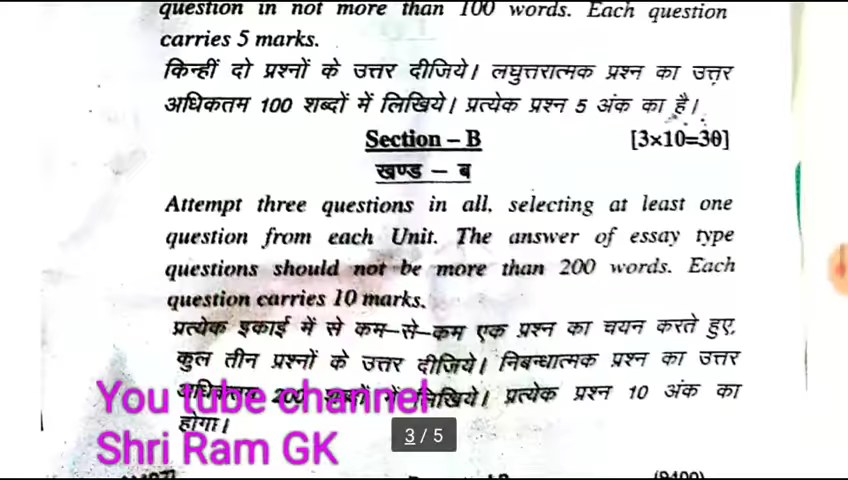 question in not more than 100 words. Each question
carries 5 marks.
किन्हीं दो प्रश्नों के उत्तर दीजिये। लघुत्तरात्मक प्रश्न का उत्तर
अधिकतम 100 शब्दों में लिखिये। प्रत्येक प्रश्न 5 अंक का है।
Section – B [3×10=30]
खण्ड – ब
Attempt three questions in all, selecting at least one
question from each Unit. The answer of essay type
questions should not be more than 200 words. Each
question carries 10 marks.
प्रत्येक इकाई में से कम–से–कम एक प्रश्न का चयन करते हुए,
कुल तीन प्रश्नों के उत्तर दीजिये। निबन्धात्मक प्रश्न का उत्तर
अधिकतम 200 शब्दों में लिखिये। प्रत्येक प्रश्न 10 अंक का
होगा।
You tube channel
Shri Ram GK
3 / 5